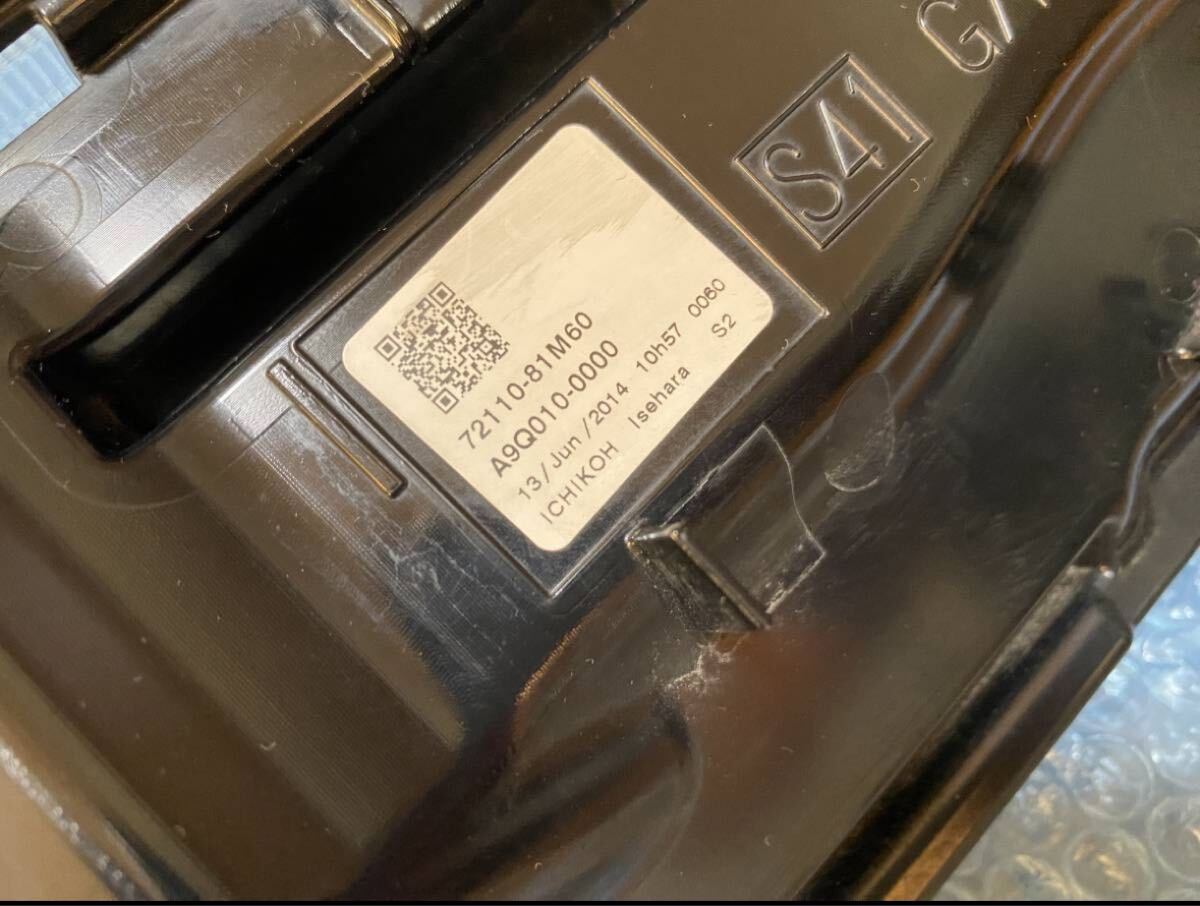 G/
S41
72110-81M60
A9Q010-0000
13/Jun/2014 10h57 0060
ICHIKOH Isehara S2